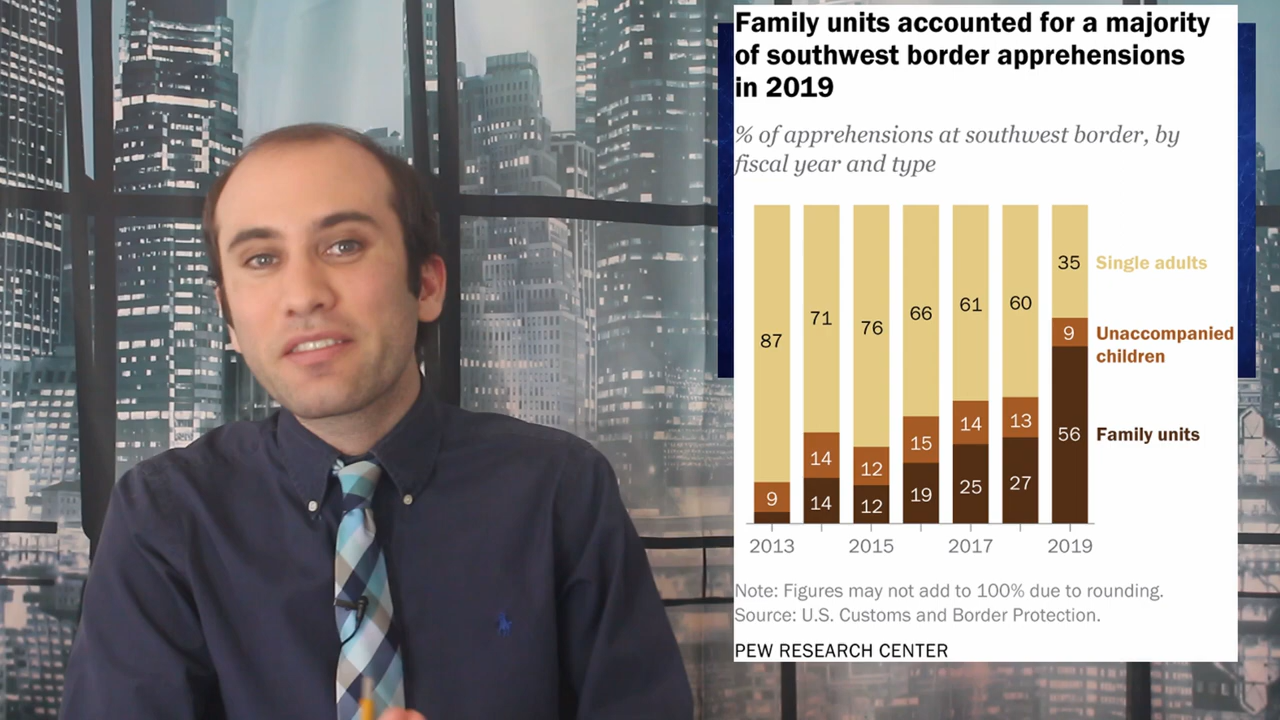 Family units accounted for a majority
of southwest border apprehensions
in 2019
% of apprehensions at southwest border, by
fiscal year and type
87
71
76
66
61
60
35
Single adults
9
14
12
15
14
13
9
Unaccompanied
children
14
12
19
25
27
56
Family units
2013
2015
2017
2019
Note: Figures may not add to 100% due to rounding.
Source: U.S. Customs and Border Protection.
PEW RESEARCH CENTER